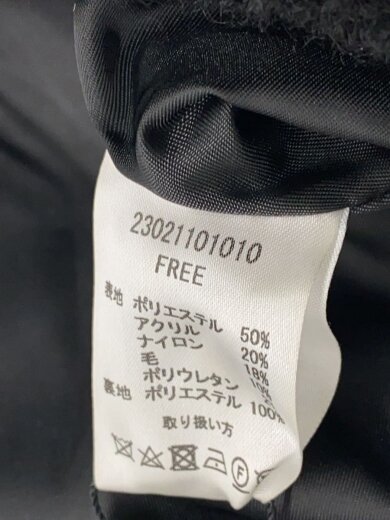 23021101010
FREE
表地 ポリエステル 50%
アクリル 20%
ナイロン 18%
毛
ポリウレタン
裏地 ポリエステル 100%
取り扱い方
F